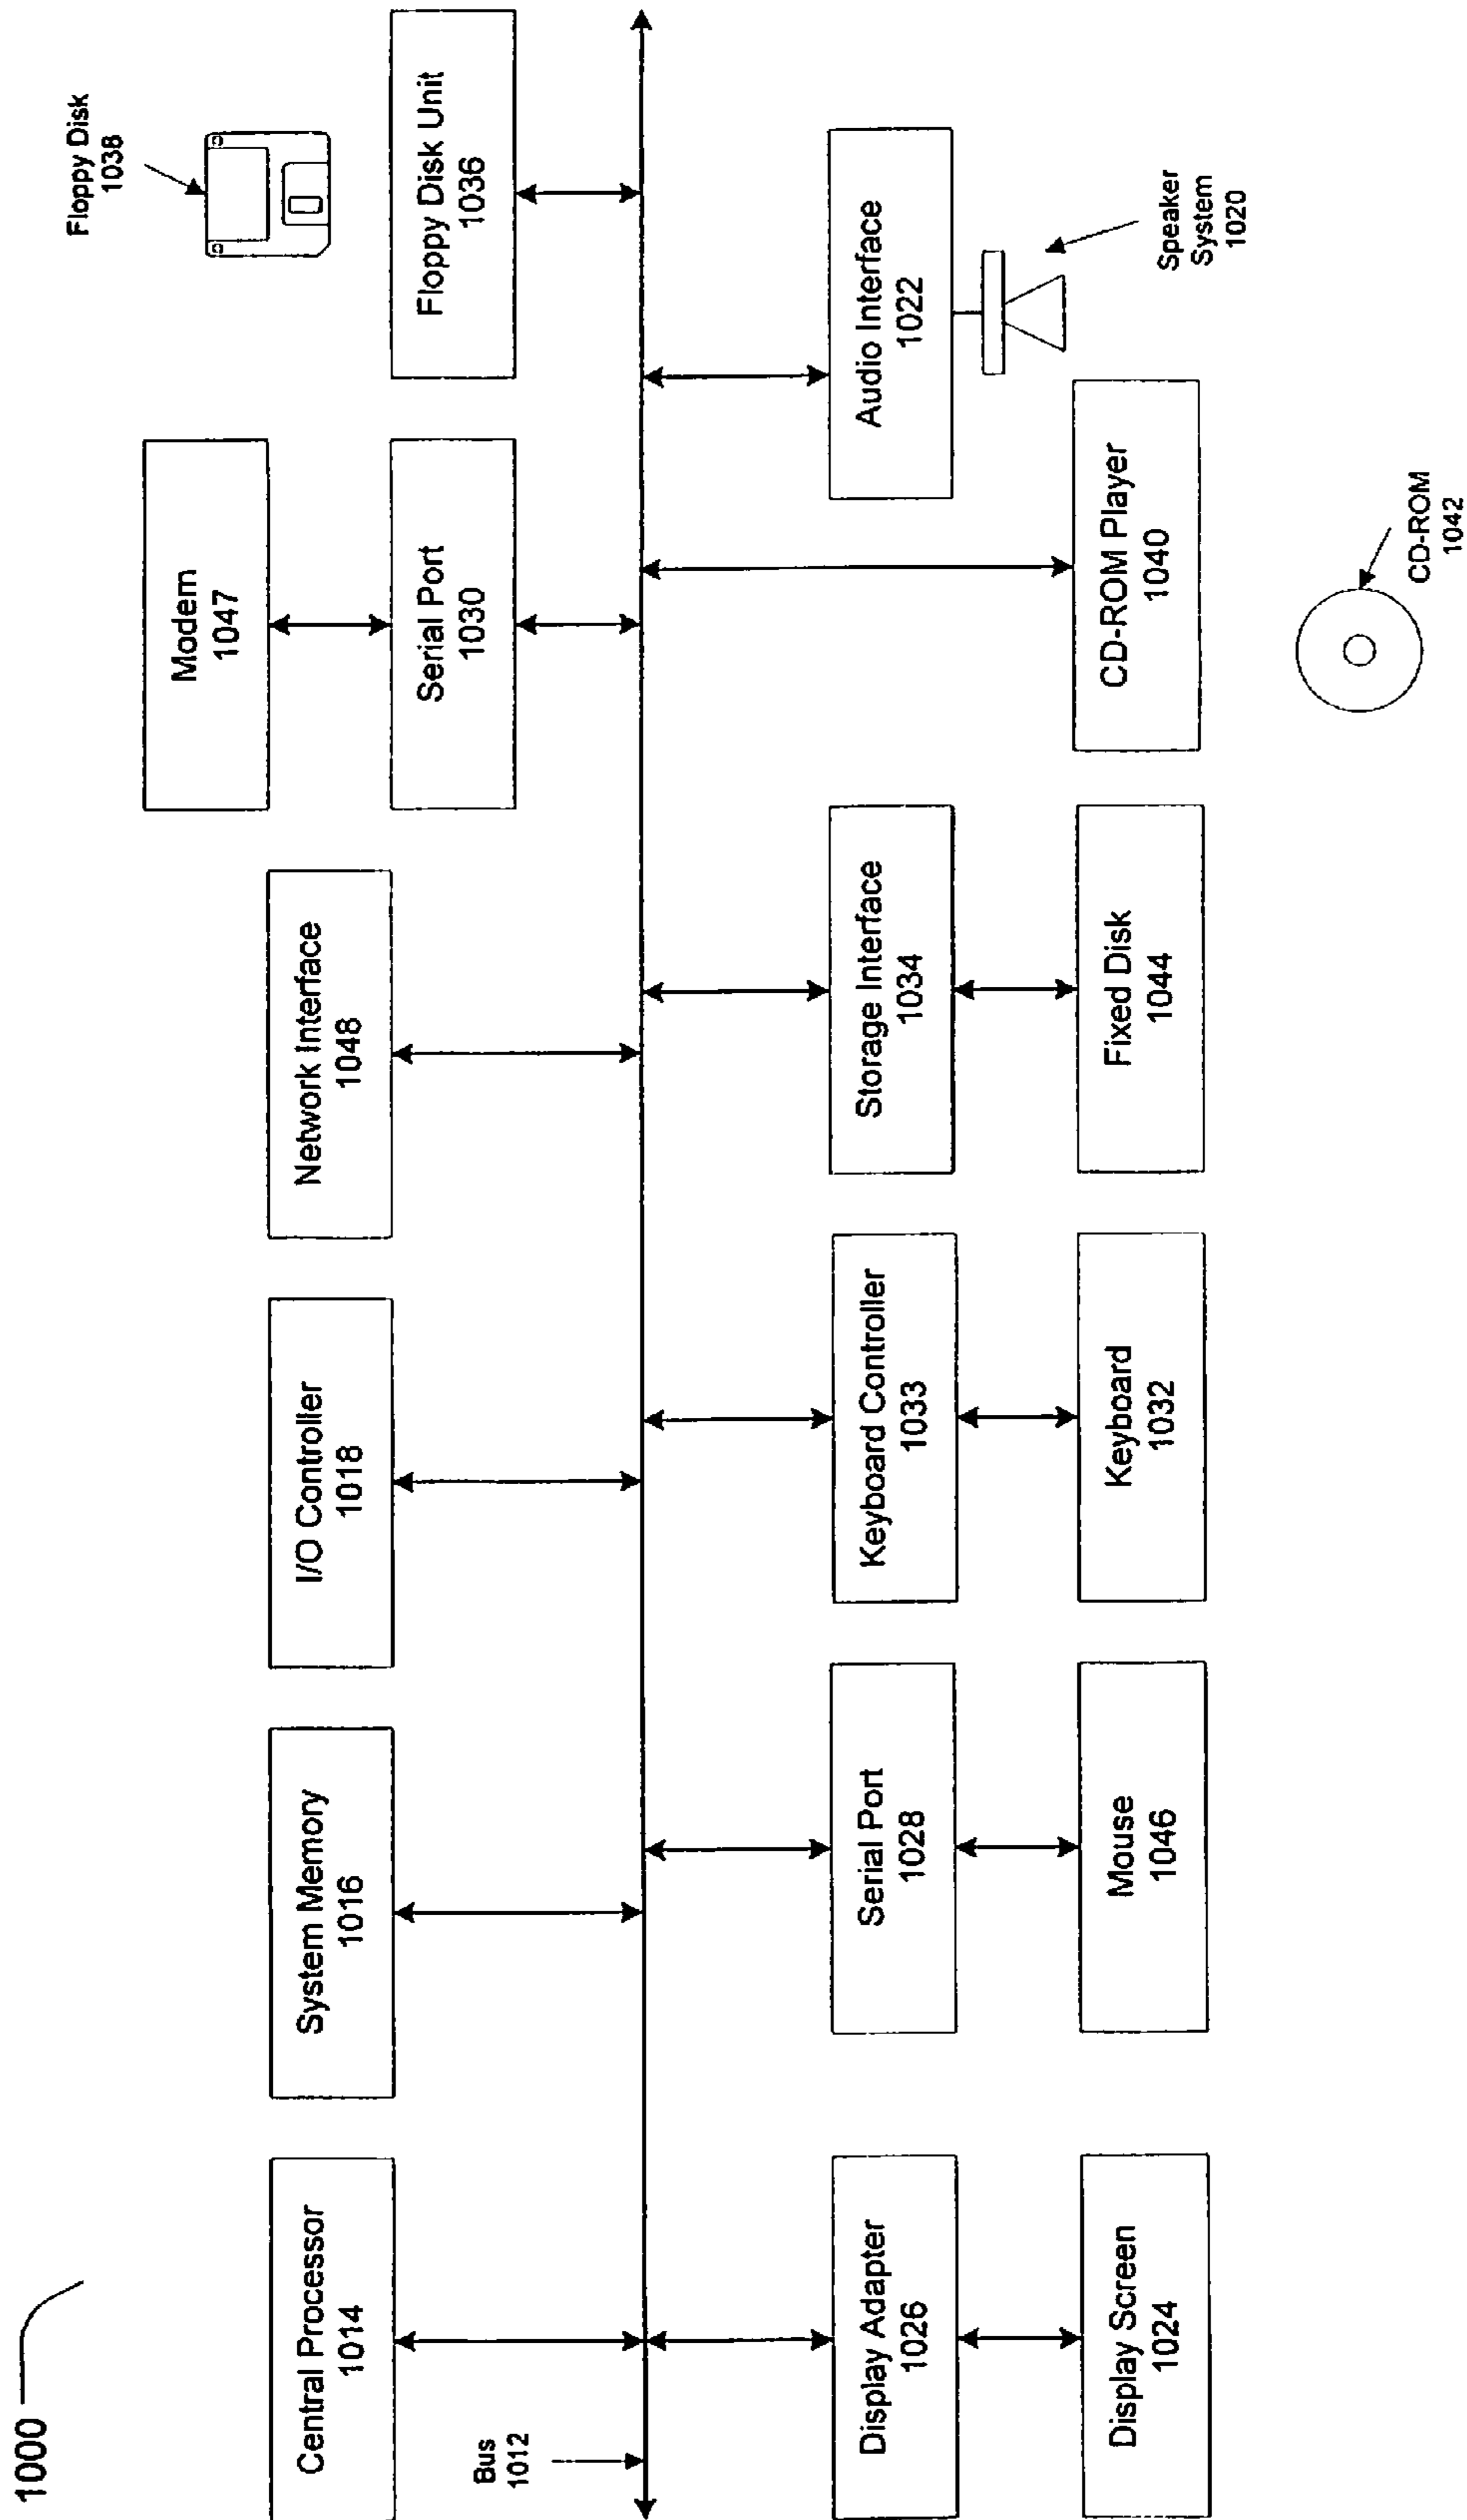 1000
Floppy Disk
1038
Modem
1047
Central Processor
1014
System Memory
1016
I/O Controller
1018
Network Interface
1048
Serial Port
1030
Floppy Disk Unit
1036
Bus
1012
Display Adapter
1026
Serial Port
1028
Keyboard Controller
1033
Storage Interface
1034
Audio Interface
1022
Display Screen
1024
Mouse
1046
Keyboard
1032
Fixed Disk
1044
CD-ROM Player
1040
Speaker
System
1020
CD-ROM
1042